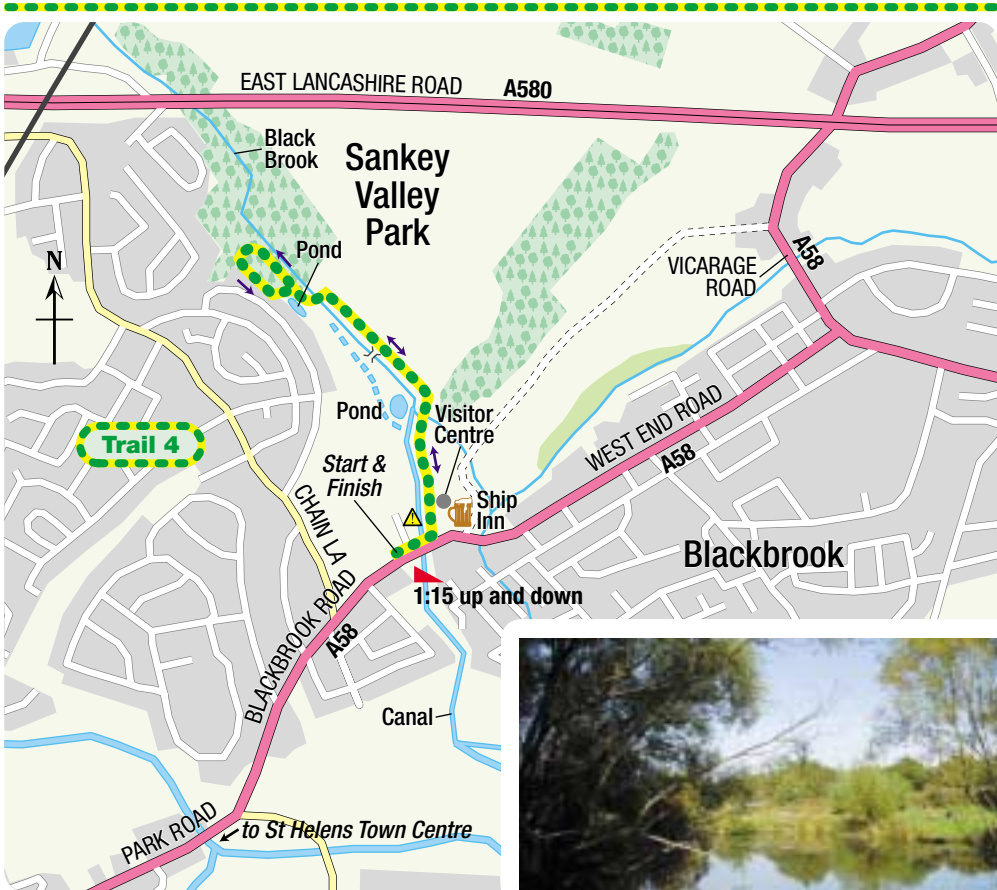 EAST LANCASHIRE ROAD
A580
Black
Brook
Sankey
Valley
Park
N
Pond
VICARAGE
ROAD
A58
Pond
Visitor
Centre
WEST END ROAD
A58
Trail 4
Start &
Finish
CHAIN LA
Ship
Inn
Blackbrook
1:15 up and down
BLACKBROOK ROAD
A58
Canal
PARK ROAD
to St Helens Town Centre